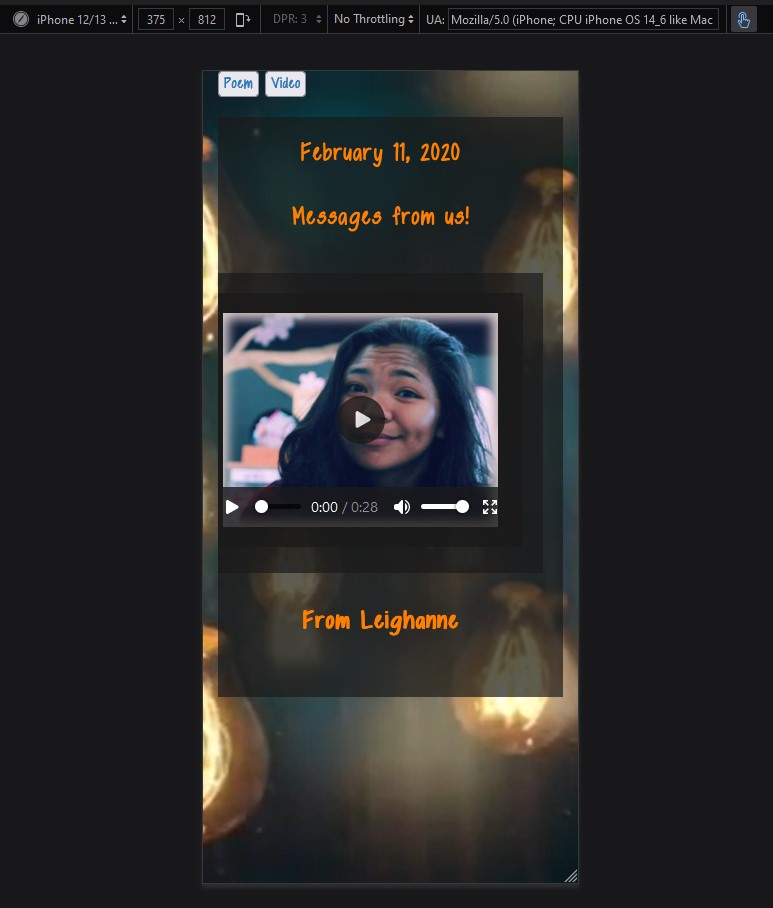 iPhone 12/13 ... 375 × 812 DPR: 3 No Throttling UA: Mozilla/5.0 (iPhone; CPU iPhone OS 14_6 like Mac
Poem Video
February 11, 2020
Messages from us!
0:00 / 0:28
From Leighanne